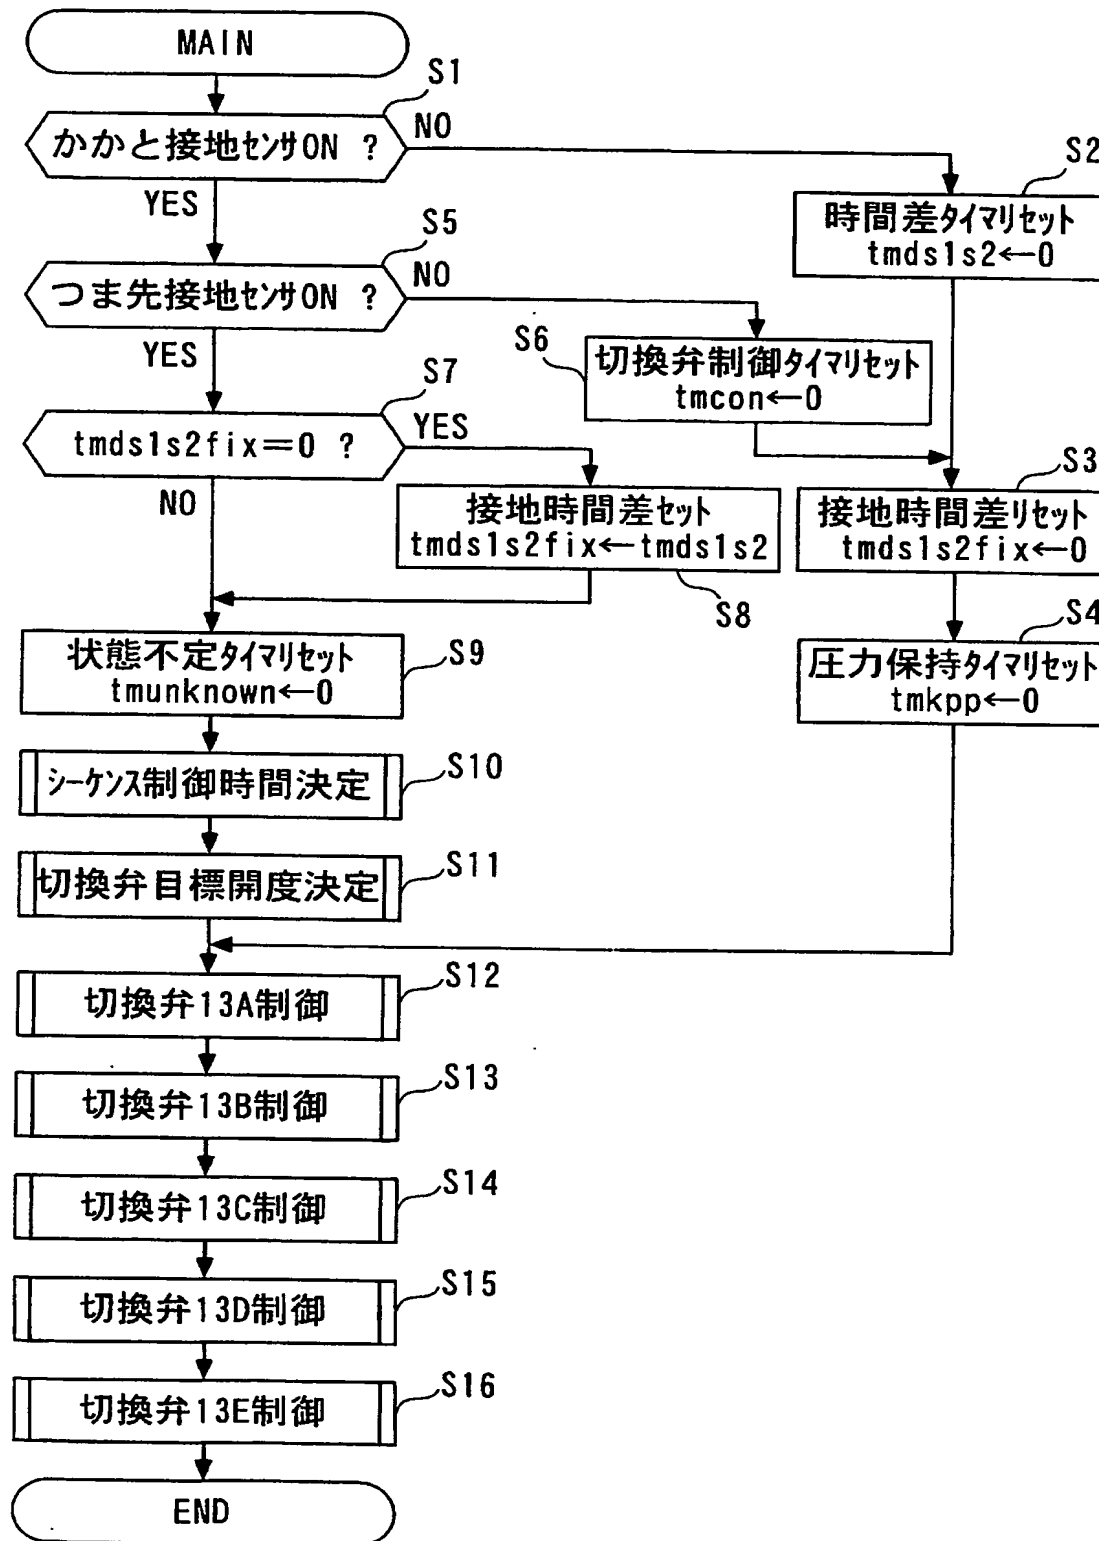 MAIN
S1
かかと接地センサON ?
NO
YES
S2
時間差タイマリセット
tmds1s2←0
S5
つま先接地センサON ?
NO
YES
S6
切換弁制御タイマリセット
tmcon←0
S7
tmds1s2fix==0 ?
YES
NO
接地時間差セット
tmds1s2fix←tmds1s2
S8
S3
接地時間差リセット
tmds1s2fix←0
S4
圧力保持タイマリセット
tmkpp←0
状態不定タイマリセット
tmunknown←0
S9
シーケンス制御時間決定
S10
切換弁目標開度決定
S11
切換弁13A制御
S12
切換弁13B制御
S13
切換弁13C制御
S14
切換弁13D制御
S15
切換弁13E制御
S16
END